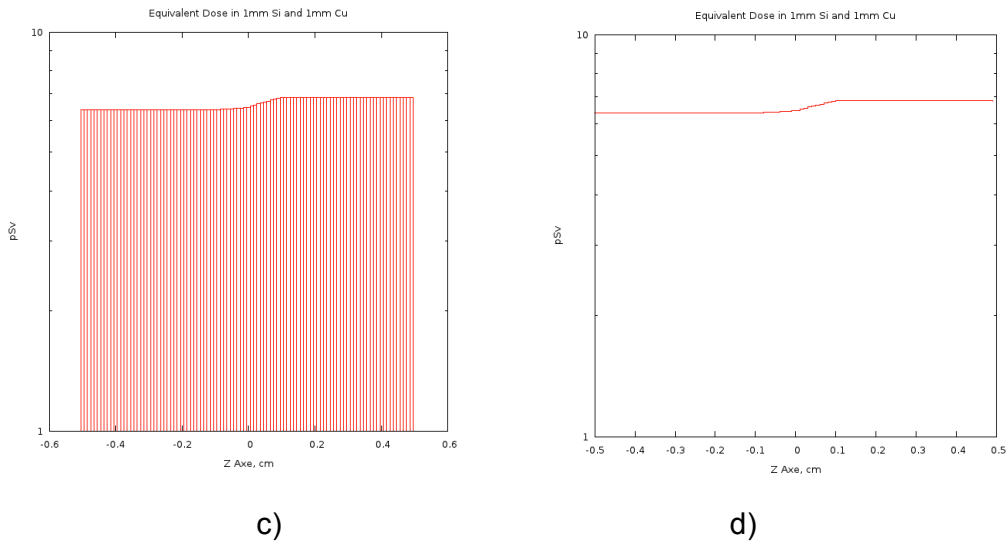 Equivalent Dose in 1mm Si and 1mm Cu
10
pSv
1
-0.6
-0.4
-0.2
0
0.2
0.4
0.6
Z Axe, cm
c)
Equivalent Dose in 1mm Si and 1mm Cu
10
pSv
1
-0.5
-0.4
-0.3
-0.2
-0.1
0
0.1
0.2
0.3
0.4
0.5
Z Axe, cm
d)